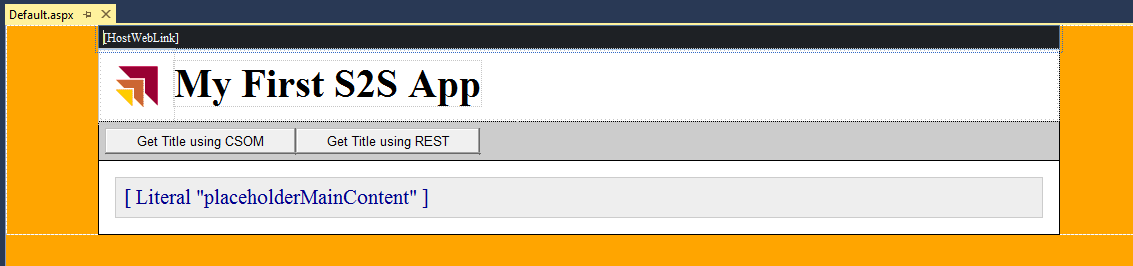 Default.aspx
[HostWebLink]
My First S2S App
Get Title using CSOM Get Title using REST
[ Literal "placeholderMainContent" ]